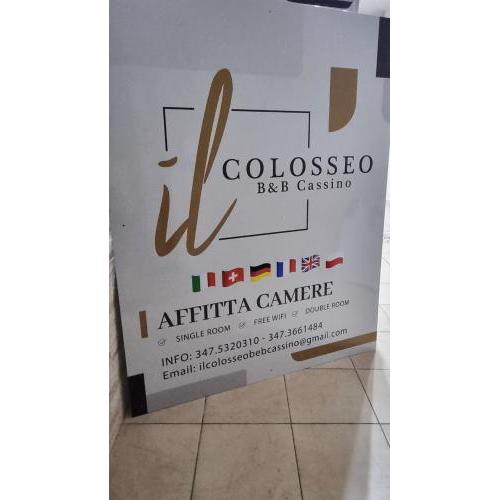 il COLOSSEO
B&B Cassino
AFFITTA CAMERE
SINGLE ROOM FREE WIFI DOUBLE ROOM
INFO: 347.5320310 - 347.3661484
Email: ilcolosseobebcassino@gmail.com